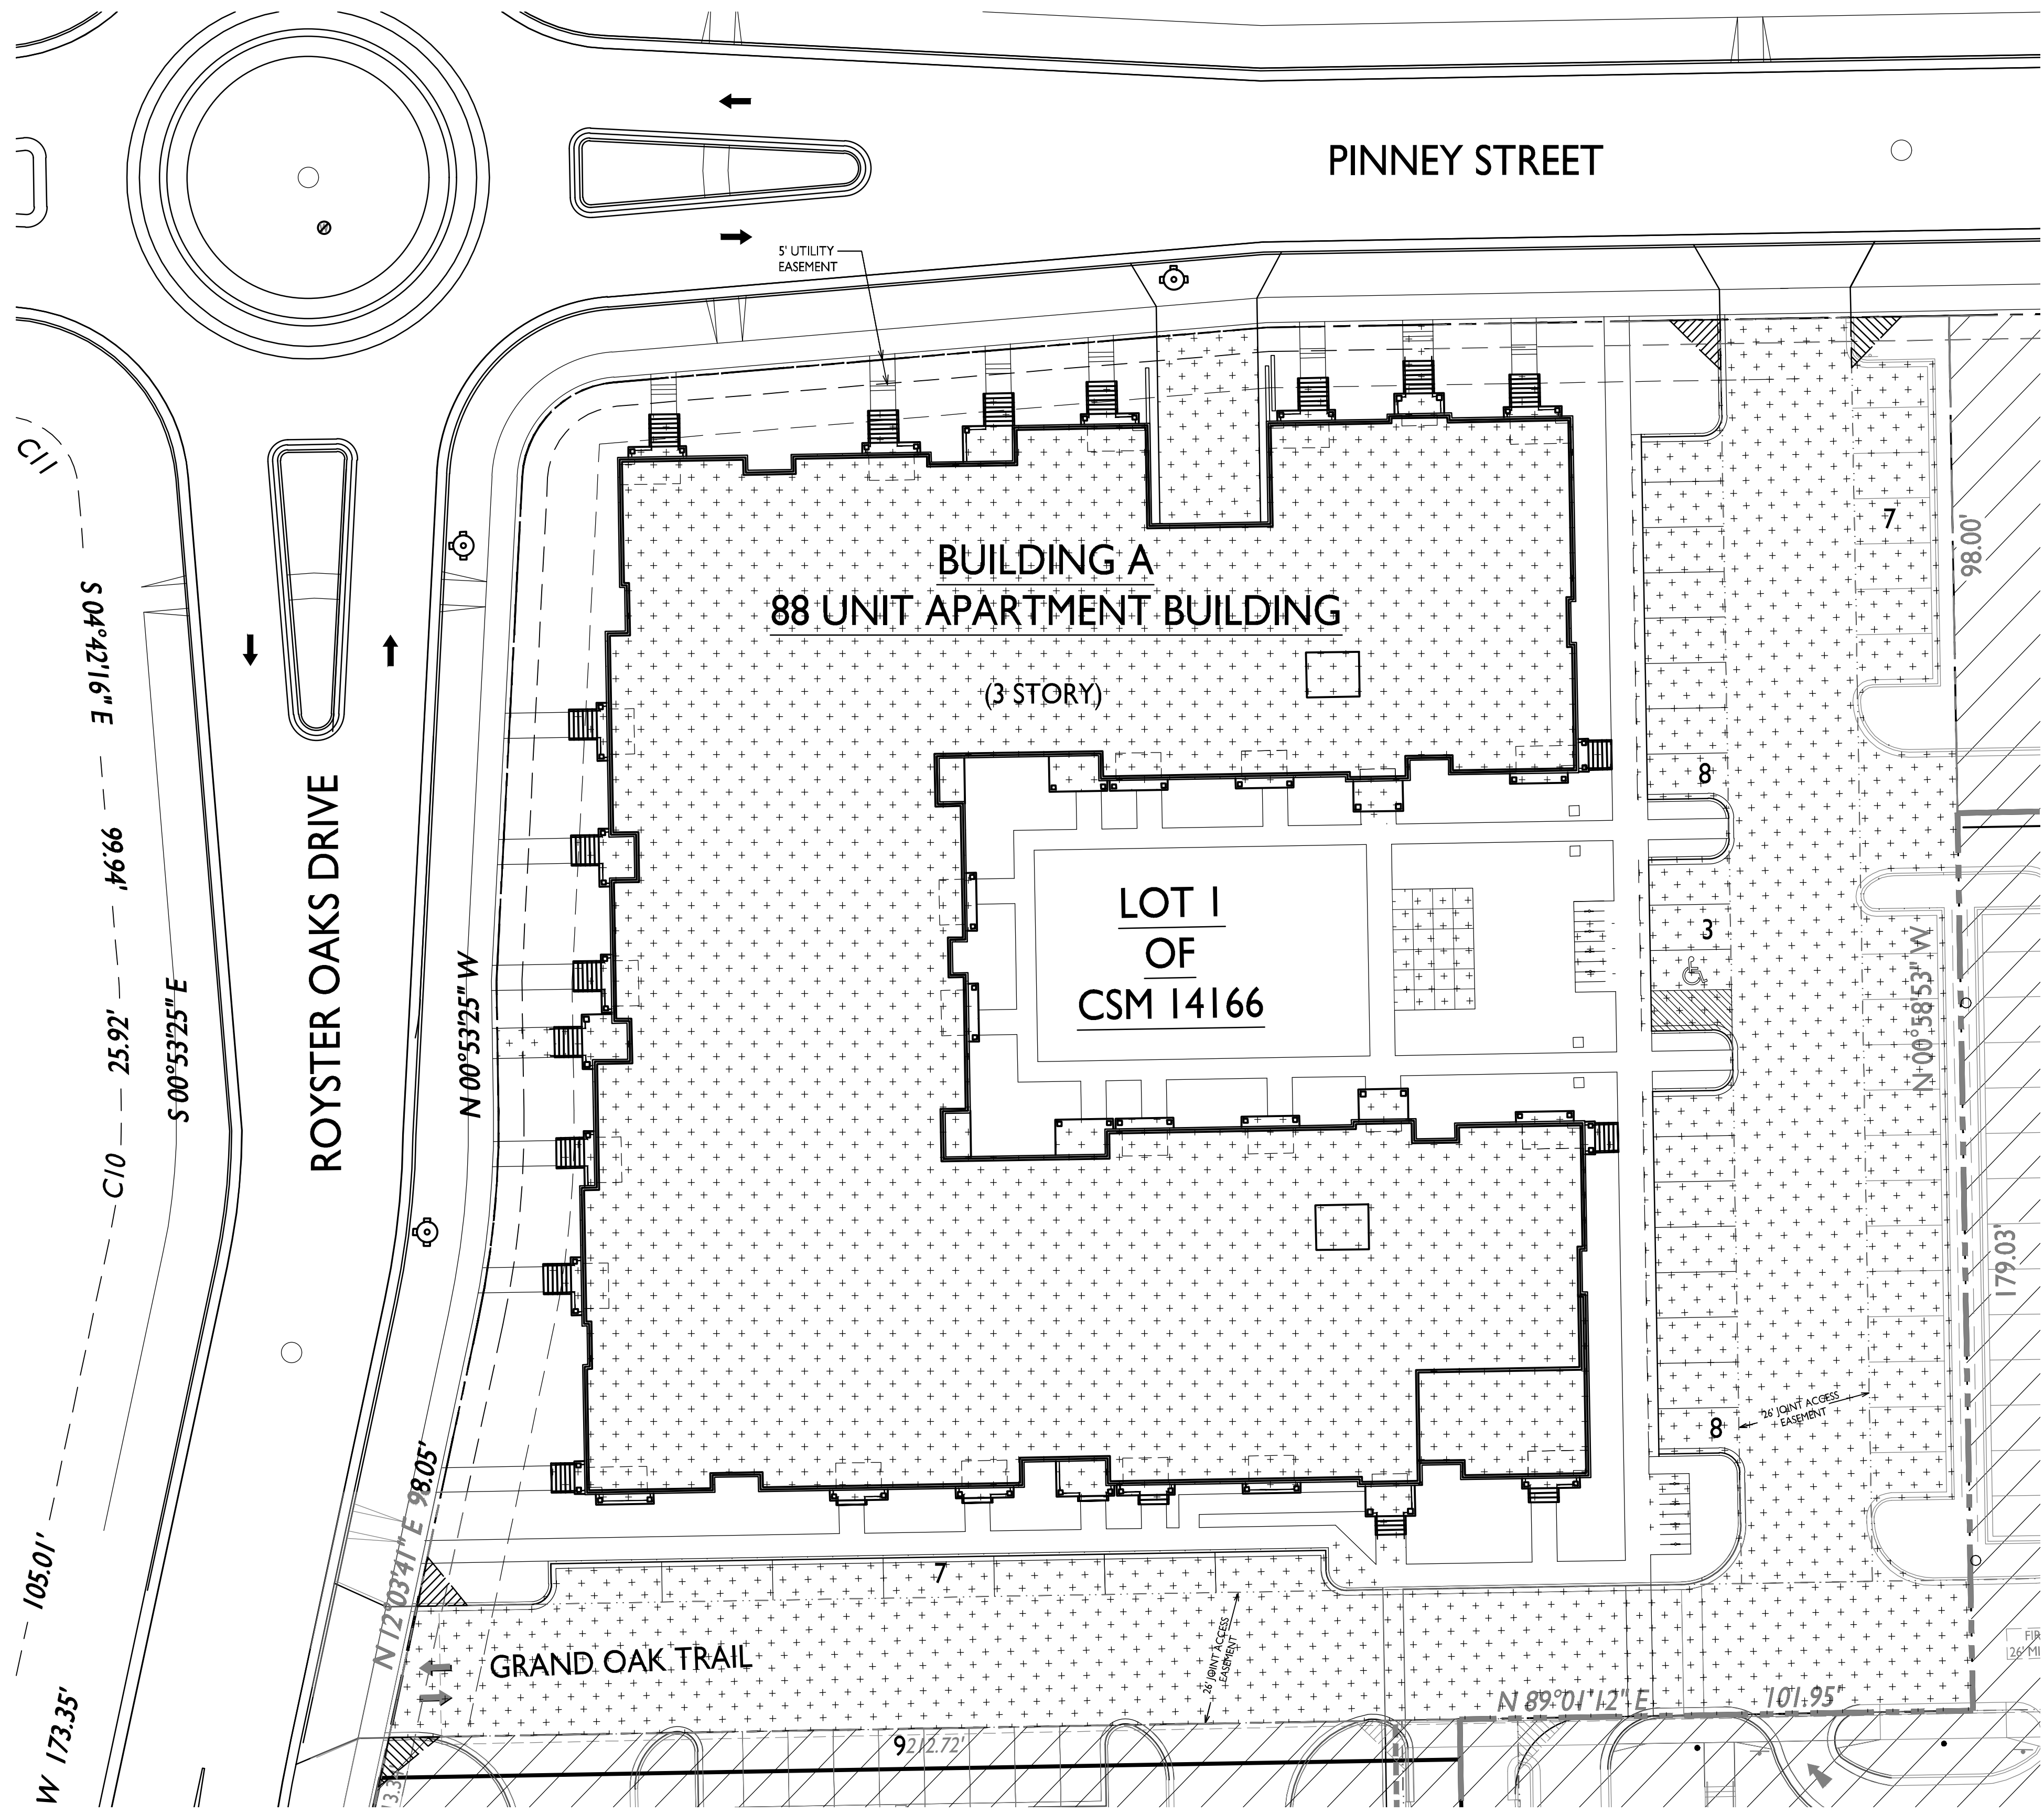 PINNEY STREET
5' UTILITY
EASEMENT
C11
S 04°42'16" E
99.94'
ROYSTER OAKS DRIVE
N 00°53'25" W
S 00°53'25" E
25.92'
C10
105.01'
W 173.35'
BUILDING A
88 UNIT APARTMENT BUILDING
(3 STORY)
LOT 1
OF
CSM 14166
7
98.00'
8
3
N 00°58'53" W
179.03'
26' JOINT ACCESS
EASEMENT
8
N 12°03'41" E 98.05'
7
GRAND OAK TRAIL
26' JOINT ACCESS
EASEMENT
N 89°01'12" E
101.95'
9
212.72'